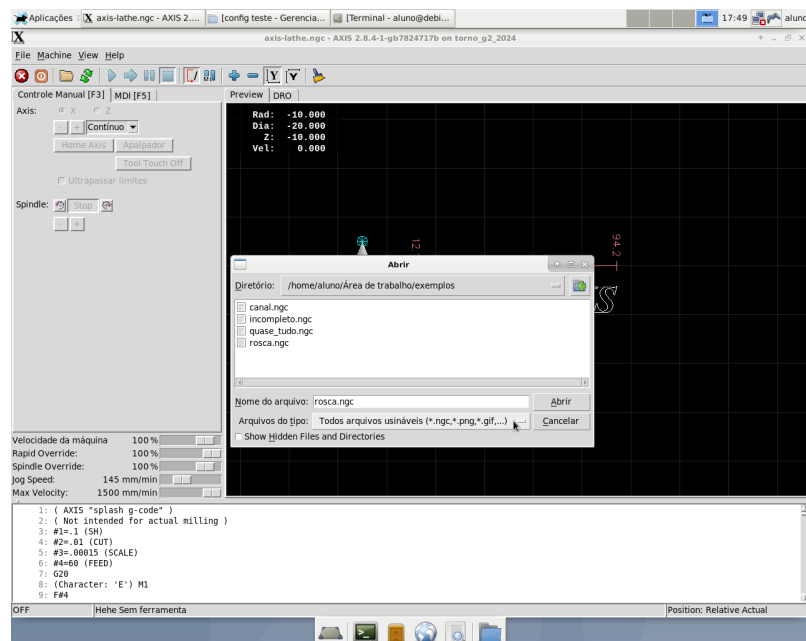 Aplicações
axis-lathe.ngc - AXIS 2....
[config teste - Gerencia...
[Terminal - aluno@debi...
17:49
aluno
axis-lathe.ngc - AXIS 2.8.4-1-gb7824717b on torno_g2_2024
File Machine View Help
Controle Manual [F3] MDI [F5]
Preview DRO
Axis: X Z
- + Contínuo
Home Axis Apalpador
Tool Touch Off
Ultrapassar limites
Spindle: Stop
- +
Rad: -10.000
Dia: -20.000
Z: -10.000
Vel: 0.000
94.2
Abrir
Diretório: /home/aluno/Área de trabalho/exemplos
canal.ngc
incompleto.ngc
quase_tudo.ngc
rosca.ngc
Nome do arquivo: rosca.ngc Abrir
Arquivos do tipo: Todos arquivos usináveis (*.ngc,*.png,*.gif,...) Cancelar
Show Hidden Files and Directories
Velocidade da máquina 100 %
Rapid Override: 100 %
Spindle Override: 100 %
Jog Speed: 145 mm/min
Max Velocity: 1500 mm/min
1: ( AXIS "splash g-code" )
2: ( Not intended for actual milling )
3: #1=.1 (SH)
4: #2=.01 (CUT)
5: #3=.00015 (SCALE)
6: #4=60 (FEED)
7: G20
8: (Character: 'E') M1
9: F#4
OFF Hehe Sem ferramenta Position: Relative Actual